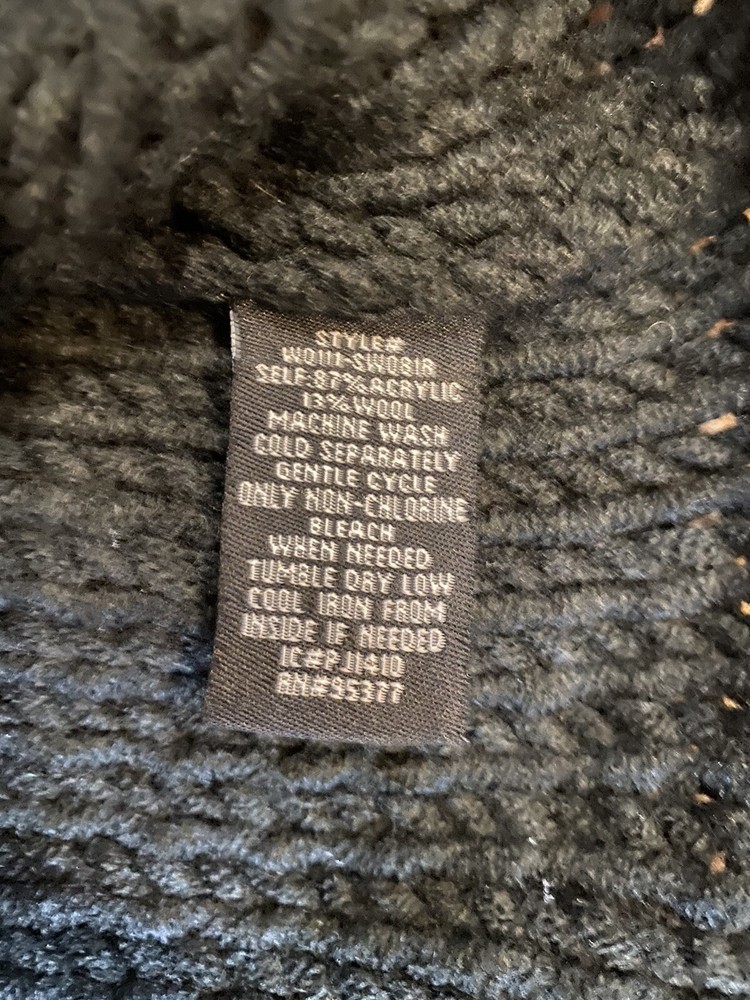 STYLE#
W0111-SW081R
SELF:87%ACRYLIC
13%WOOL
MACHINE WASH
COLD SEPARATELY
GENTLE CYCLE
ONLY NON-CHLORINE
BLEACH
WHEN NEEDED
TUMBLE DRY LOW
COOL IRON FROM
INSIDE IF NEEDED
IC#PJ1410
RN#95377